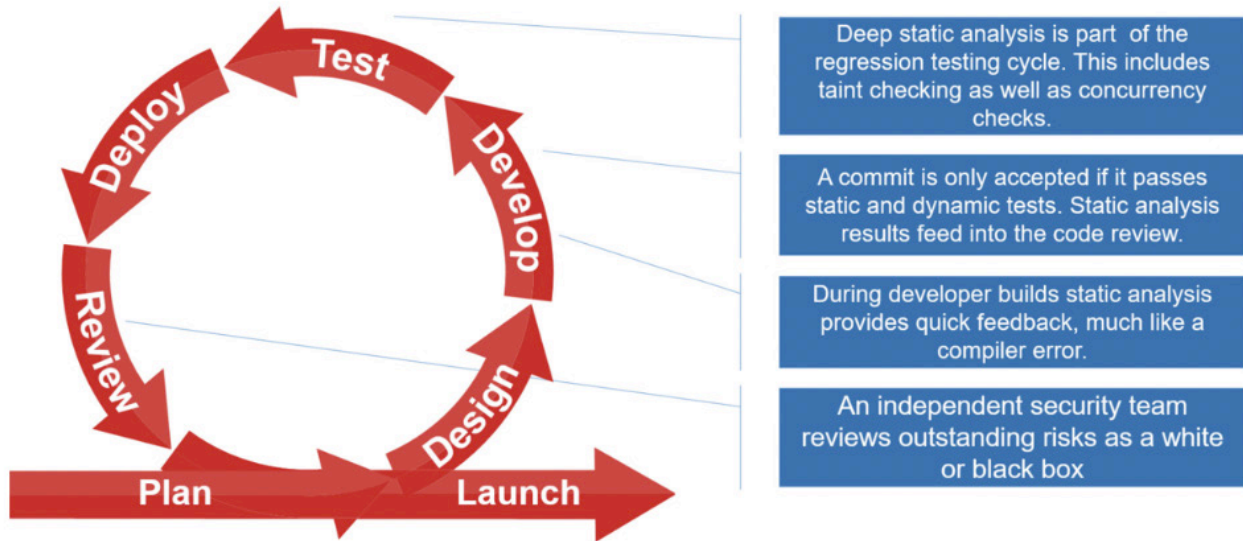 Test
Deploy
Develop
Review
Design
Plan
Launch
Deep static analysis is part of the
regression testing cycle. This includes
taint checking as well as concurrency
checks.
A commit is only accepted if it passes
static and dynamic tests. Static analysis
results feed into the code review.
During developer builds static analysis
provides quick feedback, much like a
compiler error.
An independent security team
reviews outstanding risks as a white
or black box